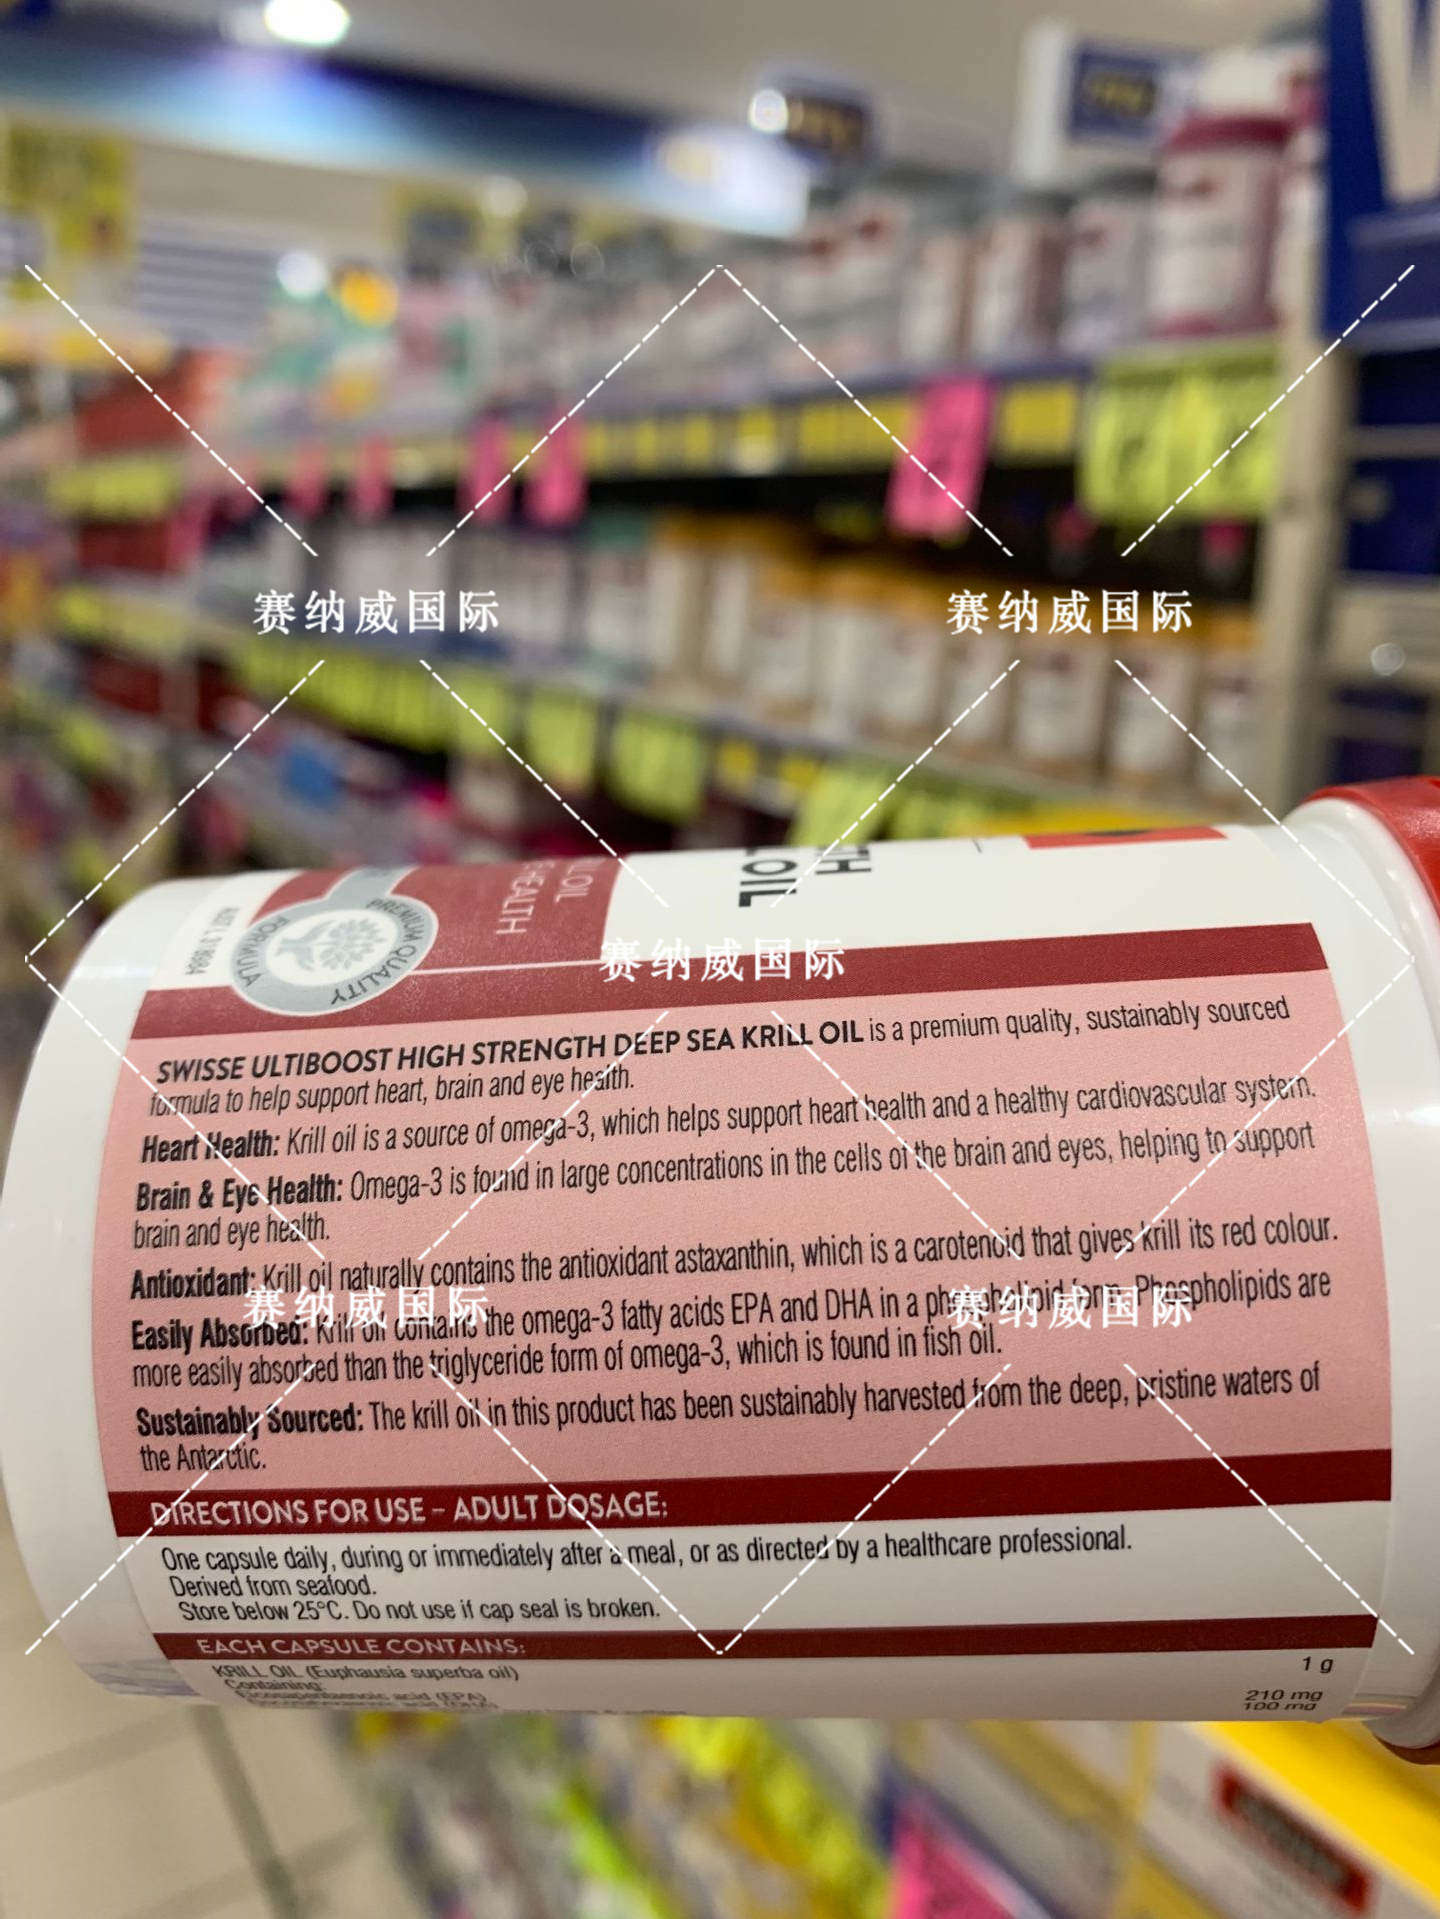 TH
L OIL
L OIL
HEALTH
PREMIUM QUALITY
FORMULA
SWISSE ULTIBOOST HIGH STRENGTH DEEP SEA KRILL OIL is a premium quality, sustainably sourced
formula to help support heart, brain and eye health.
Heart Health: Krill oil is a source of omega-3, which helps support heart health and a healthy cardiovascular system.
Brain & Eye Health: Omega-3 is found in large concentrations in the cells of the brain and eyes, helping to support
brain and eye health.
Antioxidant: Krill oil naturally contains the antioxidant astaxanthin, which is a carotenoid that gives krill its red colour.
Easily Absorbed: Krill oil contains the omega-3 fatty acids EPA and DHA in a phospholipid form. Phospholipids are
more easily absorbed than the triglyceride form of omega-3, which is found in fish oil.
Sustainably Sourced: The krill oil in this product has been sustainably harvested from the deep, pristine waters of
the Antarctic.
DIRECTIONS FOR USE – ADULT DOSAGE:
One capsule daily, during or immediately after a meal, or as directed by a healthcare professional.
Derived from seafood.
Store below 25°C. Do not use if cap seal is broken.
EACH CAPSULE CONTAINS:
KRILL OIL (Euphausia superba oil) 1 g
Containing:
Eicosapentaenoic acid (EPA) 210 mg
100 mg
赛纳威国际
赛纳威国际
赛纳威国际
赛纳威国际
赛纳威国际